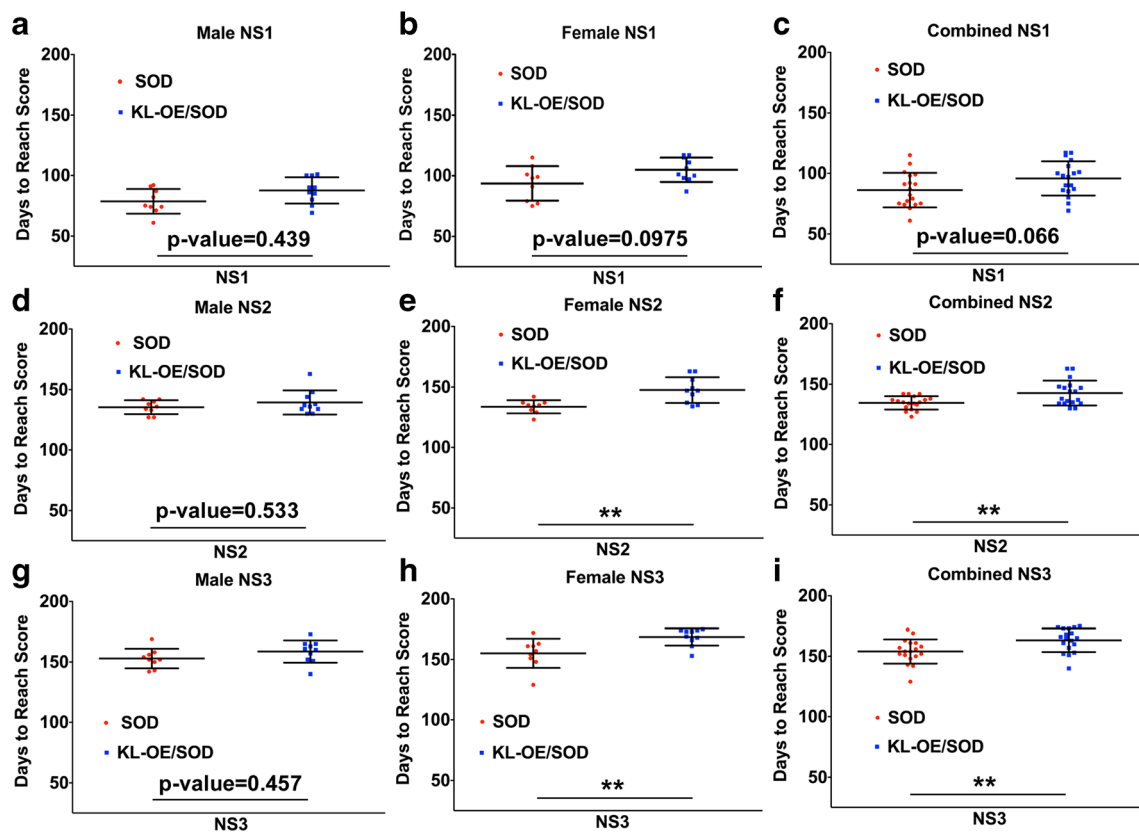 a
Male NS1
Days to Reach Score
200
150
100
50
SOD
KL-OE/SOD
p-value=0.439
NS1
b
Female NS1
Days to Reach Score
200
150
100
50
SOD
KL-OE/SOD
p-value=0.0975
NS1
c
Combined NS1
Days to Reach Score
200
150
100
50
SOD
KL-OE/SOD
p-value=0.066
NS1
d
Male NS2
Days to Reach Score
200
150
100
50
SOD
KL-OE/SOD
p-value=0.533
NS2
e
Female NS2
Days to Reach Score
200
150
100
50
SOD
KL-OE/SOD
**
NS2
f
Combined NS2
Days to Reach Score
200
150
100
50
SOD
KL-OE/SOD
**
NS2
g
Male NS3
Days to Reach Score
200
150
100
50
SOD
KL-OE/SOD
p-value=0.457
NS3
h
Female NS3
Days to Reach Score
200
150
100
50
SOD
KL-OE/SOD
**
NS3
i
Combined NS3
Days to Reach Score
200
150
100
50
SOD
KL-OE/SOD
**
NS3